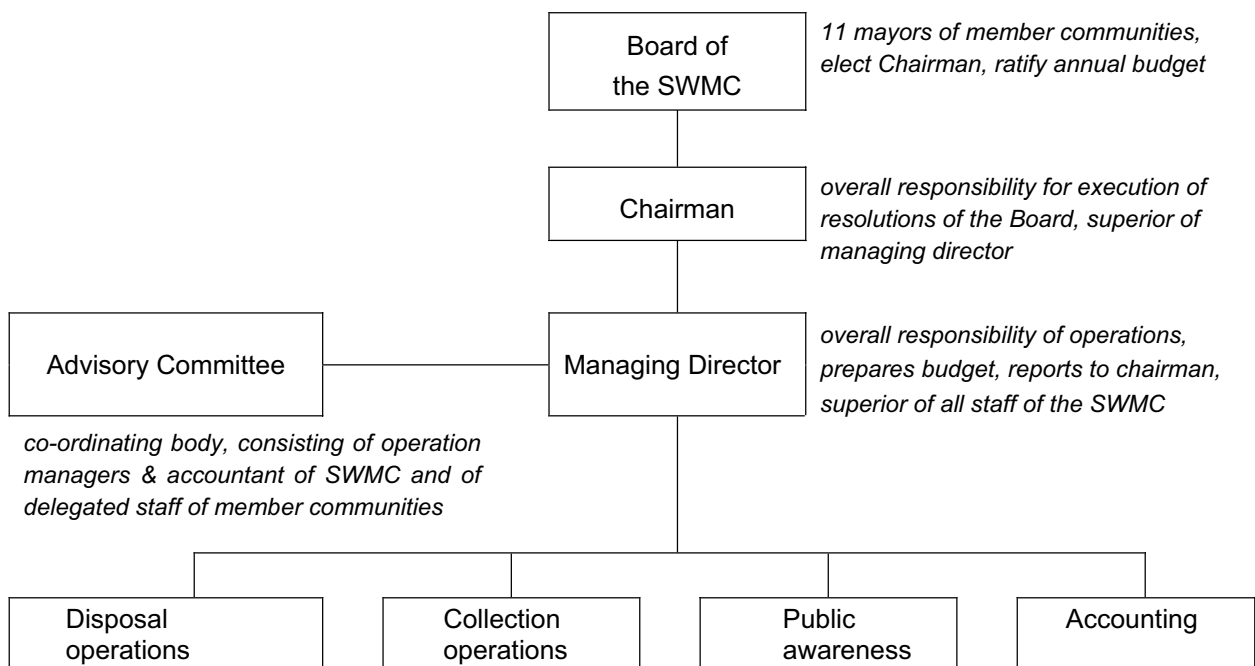 Board of
the SWMC
11 mayors of member communities,
elect Chairman, ratify annual budget
Chairman
overall responsibility for execution of
resolutions of the Board, superior of
managing director
Advisory Committee
Managing Director
overall responsibility of operations,
prepares budget, reports to chairman,
superior of all staff of the SWMC
co-ordinating body, consisting of operation
managers & accountant of SWMC and of
delegated staff of member communities
Disposal
operations
Collection
operations
Public
awareness
Accounting